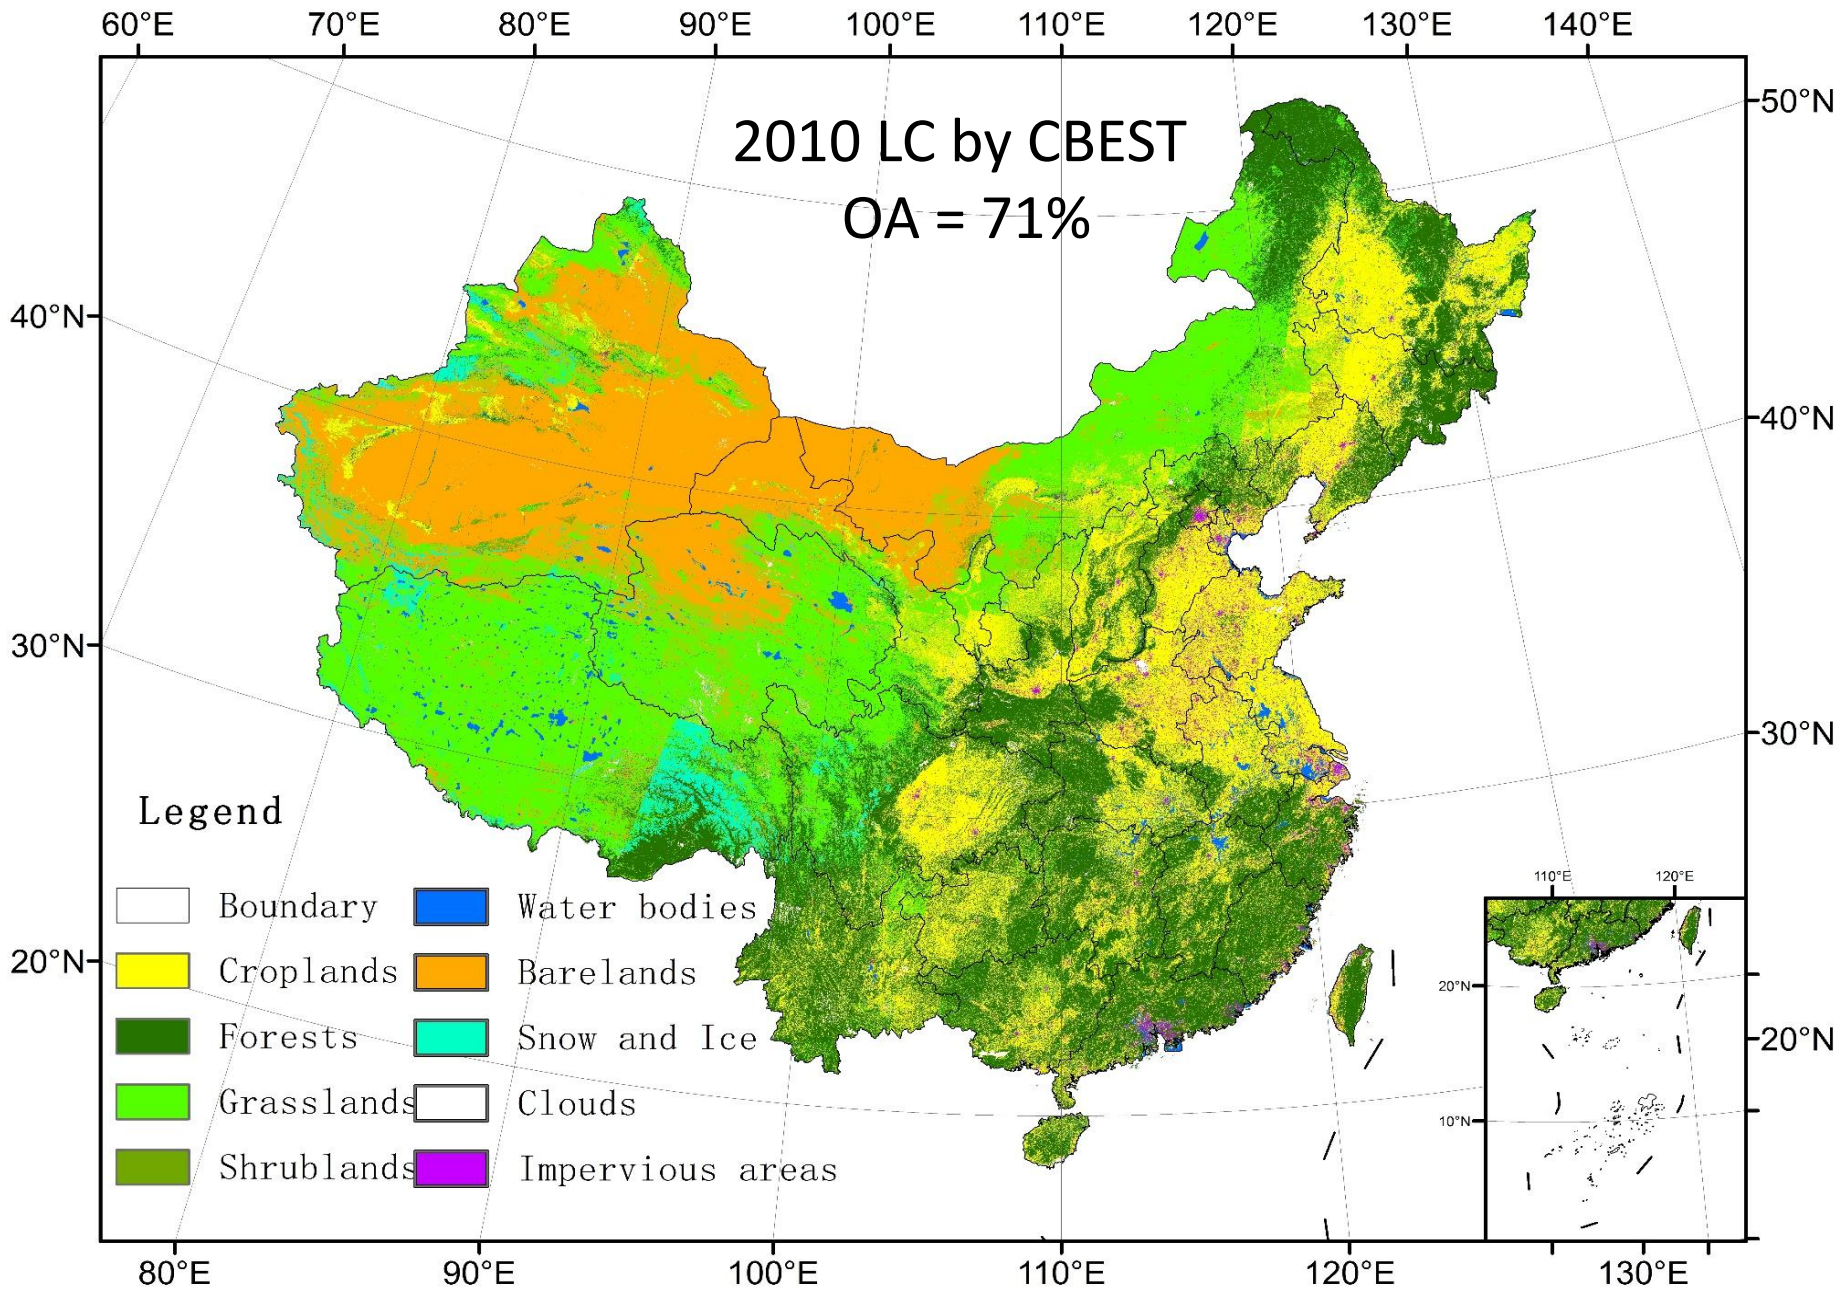 60°E 70°E 80°E 90°E 100°E 110°E 120°E 130°E 140°E
2010 LC by CBEST
OA = 71%
50°N
40°N
40°N
30°N
30°N
20°N
20°N
Legend
Boundary
Croplands
Forests
Grasslands
Shrublands
Water bodies
Barelands
Snow and Ice
Clouds
Impervious areas
110°E 120°E
20°N
10°N
80°E 90°E 100°E 110°E 120°E 130°E